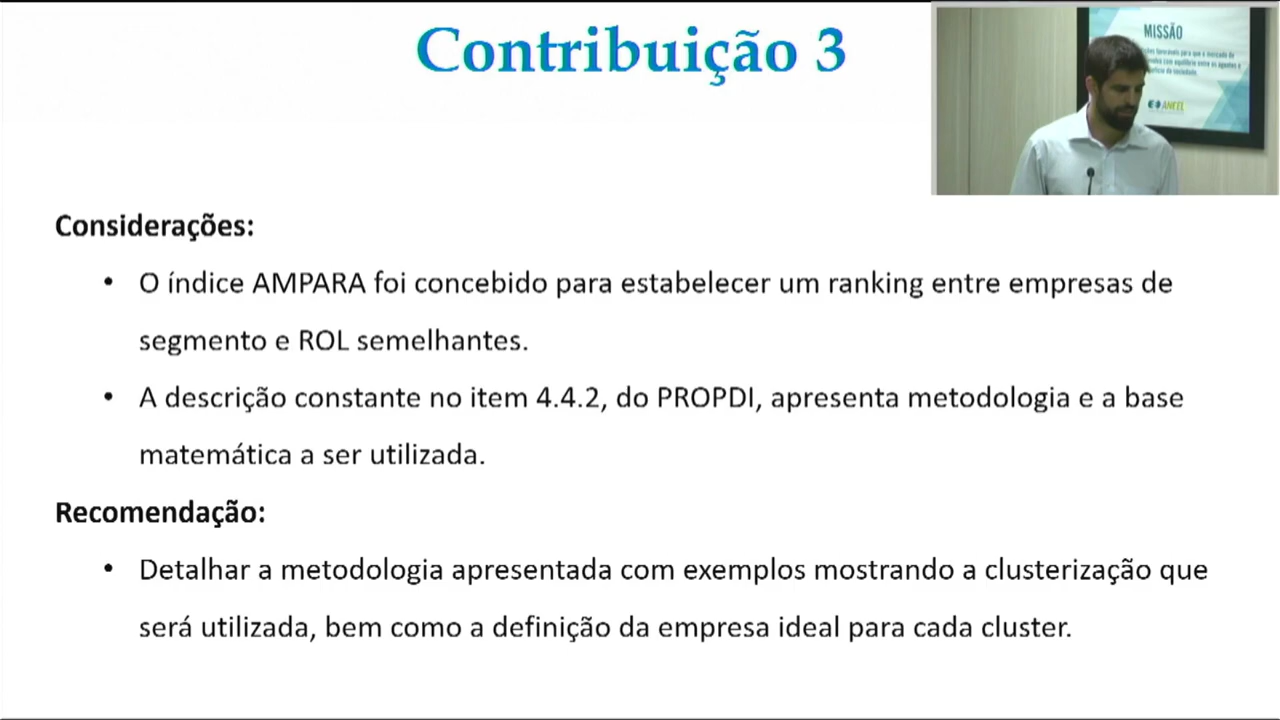 Contribuição 3
MISSÃO
Considerações:
• O índice AMPARA foi concebido para estabelecer um ranking entre empresas de
segmento e ROL semelhantes.
• A descrição constante no item 4.4.2, do PROPDI, apresenta metodologia e a base
matemática a ser utilizada.
Recomendação:
• Detalhar a metodologia apresentada com exemplos mostrando a clusterização que
será utilizada, bem como a definição da empresa ideal para cada cluster.